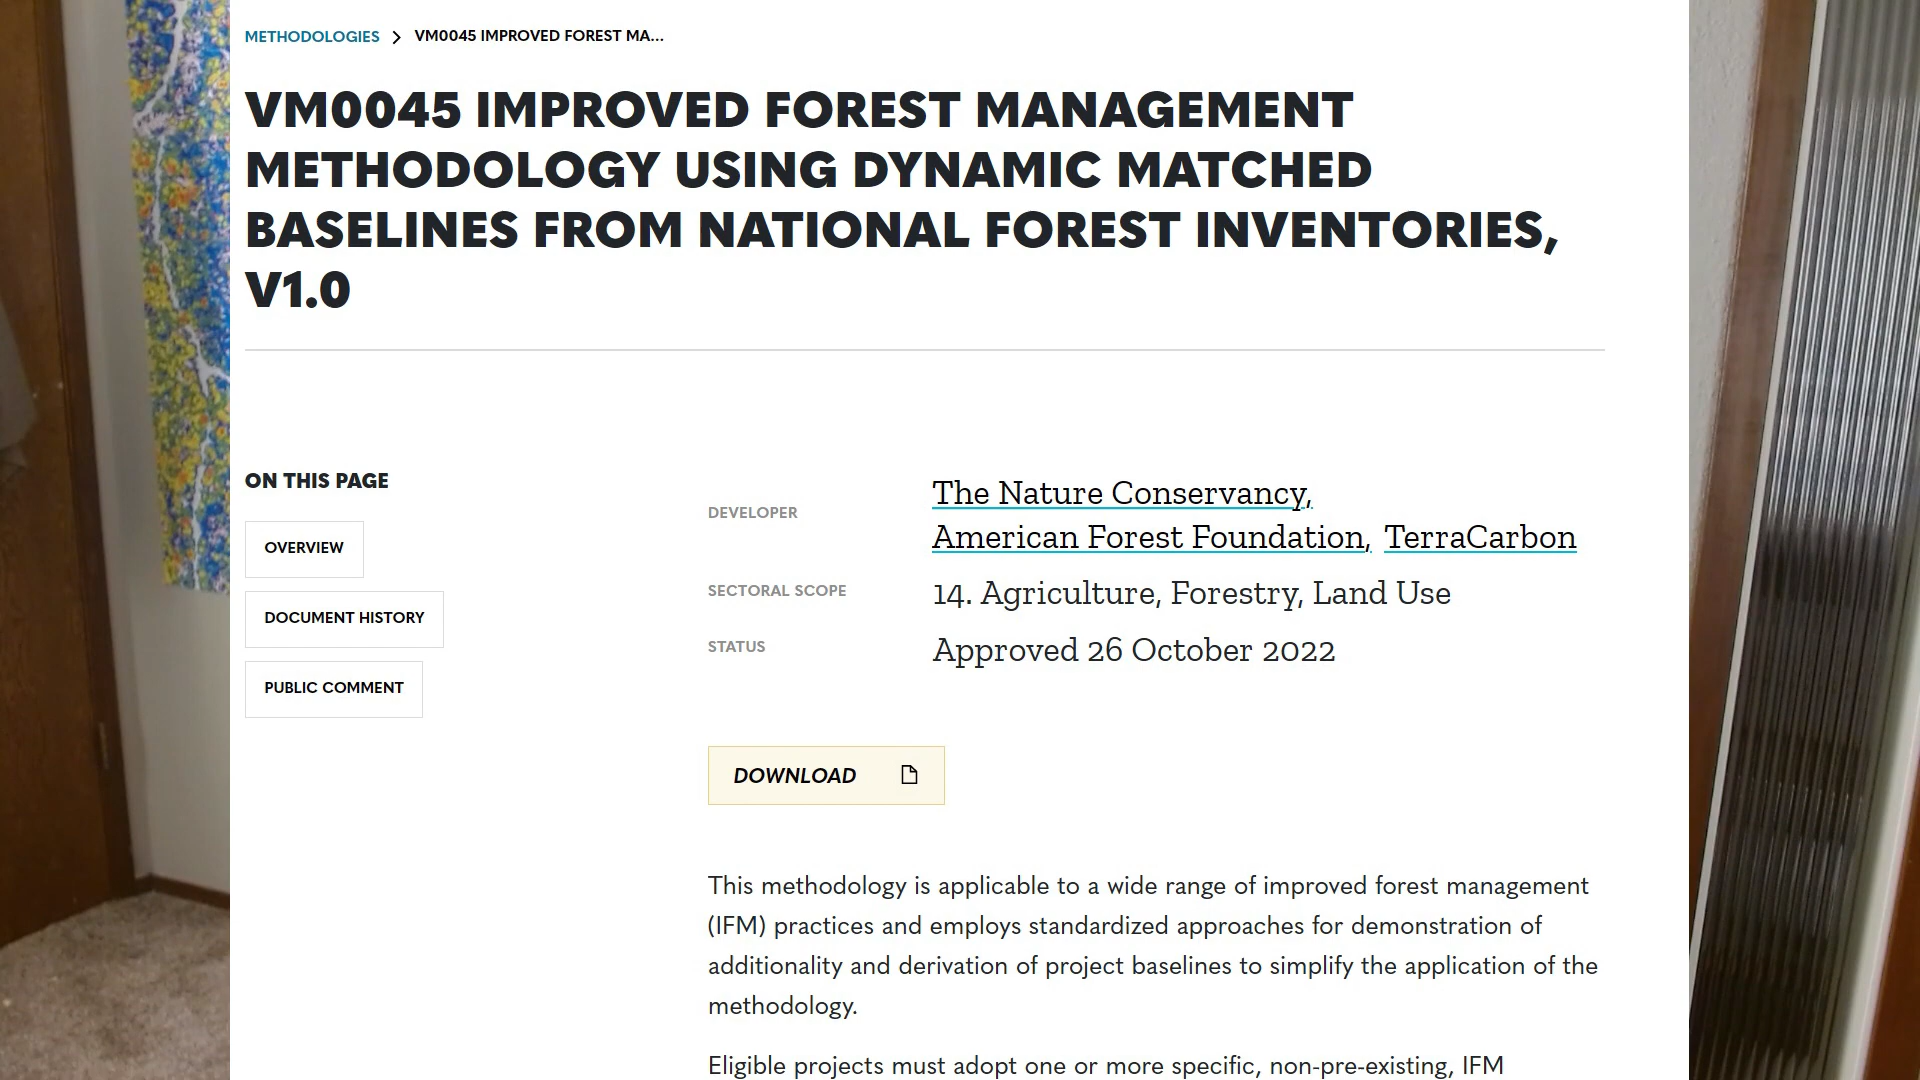 METHODOLOGIES > VM0045 IMPROVED FOREST MA...
VM0045 IMPROVED FOREST MANAGEMENT
METHODOLOGY USING DYNAMIC MATCHED
BASELINES FROM NATIONAL FOREST INVENTORIES,
V1.0
ON THIS PAGE
OVERVIEW
DOCUMENT HISTORY
PUBLIC COMMENT
DEVELOPER
The Nature Conservancy,
American Forest Foundation, TerraCarbon
SECTORAL SCOPE
14. Agriculture, Forestry, Land Use
STATUS
Approved 26 October 2022
DOWNLOAD
This methodology is applicable to a wide range of improved forest management
(IFM) practices and employs standardized approaches for demonstration of
additionality and derivation of project baselines to simplify the application of the
methodology.
Eligible projects must adopt one or more specific, non-pre-existing, IFM